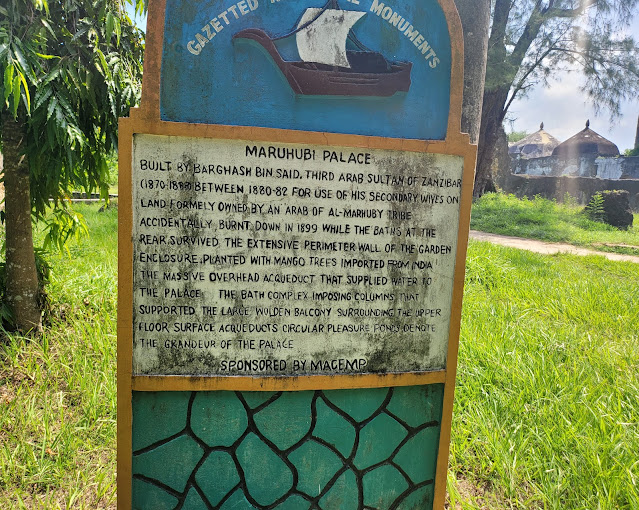 GAZETTED MONUMENTS
MARUHUBI PALACE
BUILT BY BARGHASH BIN SAID, THIRD ARAB SULTAN OF ZANZIBAR
(1870-1888) BETWEEN 1880-82 FOR USE OF HIS SECONDARY WIVES ON
LAND FORMELY OWNED BY AN ARAB OF AL-MARHUBY TRIBE
ACCIDENTALLY BURNT DOWN IN 1899 WHILE THE BATHS AT THE
REAR SURVIVED. THE EXTENSIVE PERIMETER WALL OF THE GARDEN
ENCLOSURE, PLANTED WITH MANGO TREES IMPORTED FROM INDIA
THE MASSIVE OVERHEAD ACQUEDUCT THAT SUPPLIED WATER TO
THE PALACE THE BATH COMPLEX IMPOSING COLUMNS THAT
SUPPORTED THE LARGE WOLDEN BALCONY SURROUNDING THE UPPER
FLOOR SURFACE ACQUEDUCTS CIRCULAR PLEASURE PONDS DENOTE
THE GRANDEUR OF THE PALACE
SPONSORED BY MACEMP